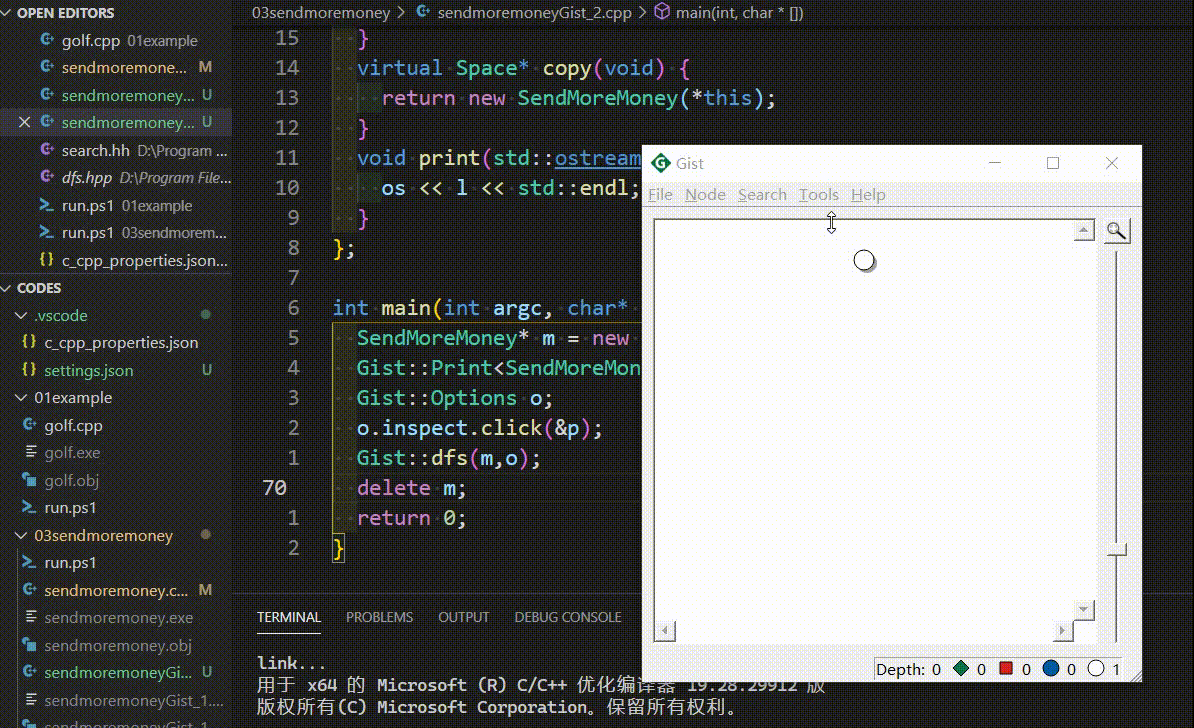 OPEN EDITORS
golf.cpp 01example
sendmoremone... M
sendmoremoney... U
sendmoremoney... U
search.hh D:\Program ...
dfs.hpp D:\Program File...
run.ps1 01example
run.ps1 03sendmorem...
c_cpp_properties.json...
CODES
.vscode
c_cpp_properties.json
settings.json U
01example
golf.cpp
golf.exe
golf.obj
run.ps1
03sendmoremoney
run.ps1
sendmoremoney.c... M
sendmoremoney.exe
sendmoremoney.obj
sendmoremoneyGi... U
sendmoremoneyGist_1....
sendmoremoneyGist_1
03sendmoremoney > sendmoremoneyGist_2.cpp > main(int, char * [])
15 }
14 virtual Space* copy(void) {
13 return new SendMoreMoney(*this);
12 }
11 void print(std::ostream
10 os << l << std::endl;
9 }
8 };
7
6 int main(int argc, char*
5 SendMoreMoney* m = new
4 Gist::Print<SendMoreMon
3 Gist::Options o;
2 o.inspect.click(&p);
1 Gist::dfs(m,o);
70 delete m;
1 return 0;
2 }
TERMINAL PROBLEMS OUTPUT DEBUG CONSOLE
link...
用于 x64 的 Microsoft (R) C/C++ 优化编译器 19.28.29912 版
版权所有(C) Microsoft Corporation。保留所有权利。
Gist
File Node Search Tools Help
Depth: 0 0 0 0 1